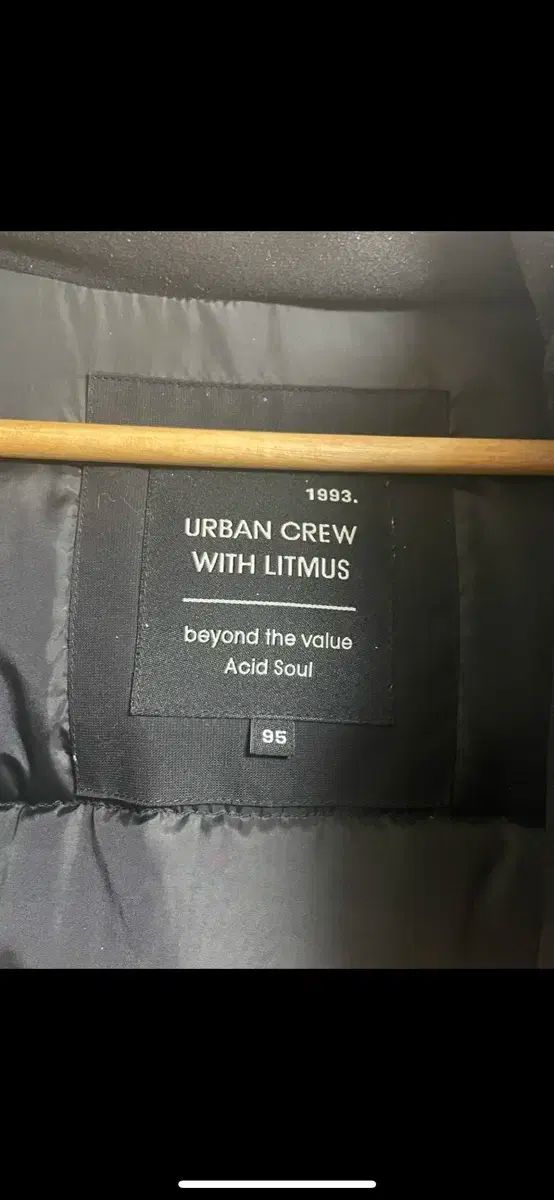 1993.
URBAN CREW
WITH LITMUS
beyond the value
Acid Soul
95